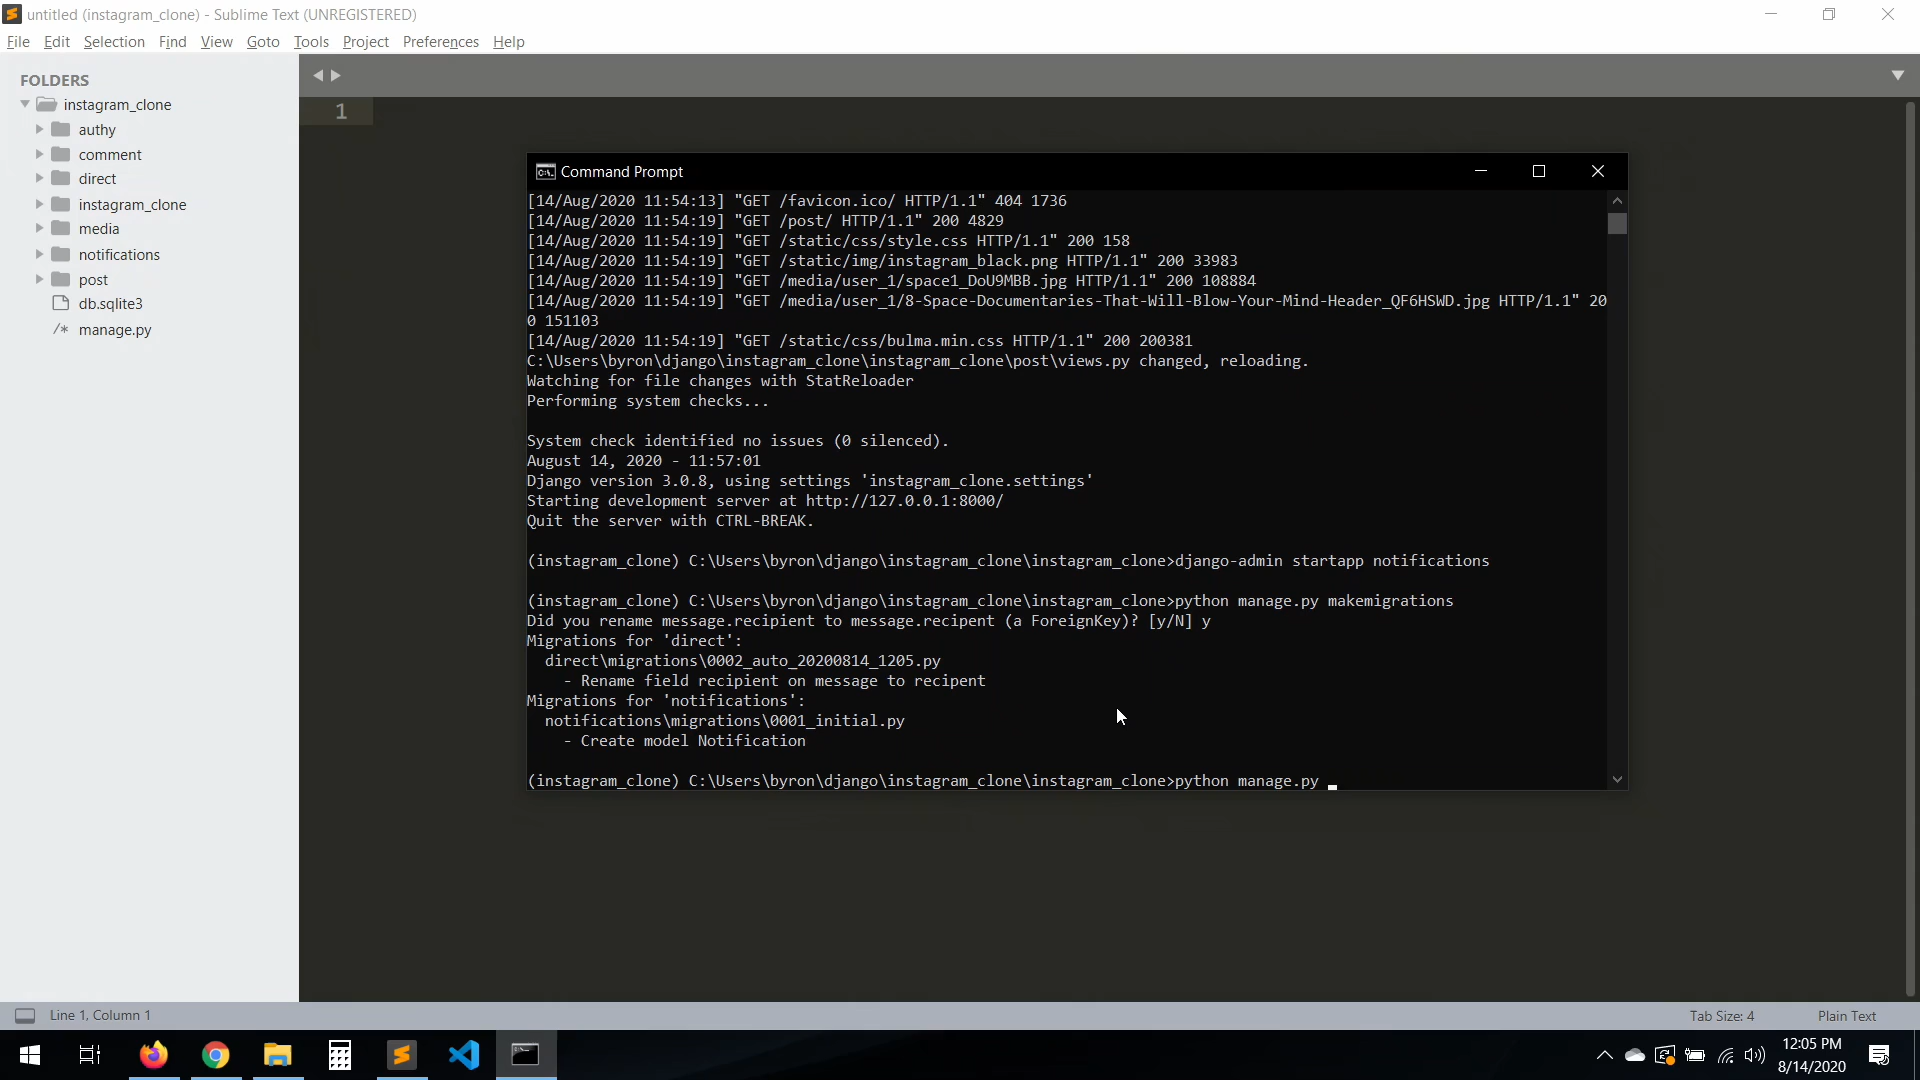 untitled (instagram_clone) - Sublime Text (UNREGISTERED)
File Edit Selection Find View Goto Tools Project Preferences Help
FOLDERS
instagram_clone
authy
comment
direct
instagram_clone
media
notifications
post
db.sqlite3
/* manage.py
1
Command Prompt
[14/Aug/2020 11:54:13] "GET /favicon.ico/ HTTP/1.1" 404 1736
[14/Aug/2020 11:54:19] "GET /post/ HTTP/1.1" 200 4829
[14/Aug/2020 11:54:19] "GET /static/css/style.css HTTP/1.1" 200 158
[14/Aug/2020 11:54:19] "GET /static/img/instagram_black.png HTTP/1.1" 200 33983
[14/Aug/2020 11:54:19] "GET /media/user_1/space1_DoU9MBB.jpg HTTP/1.1" 200 108884
[14/Aug/2020 11:54:19] "GET /media/user_1/8-Space-Documentaries-That-Will-Blow-Your-Mind-Header_QF6HSWD.jpg HTTP/1.1" 20
0 151103
[14/Aug/2020 11:54:19] "GET /static/css/bulma.min.css HTTP/1.1" 200 200381
C:\Users\byron\django\instagram_clone\instagram_clone\post\views.py changed, reloading.
Watching for file changes with StatReloader
Performing system checks...
System check identified no issues (0 silenced).
August 14, 2020 - 11:57:01
Django version 3.0.8, using settings 'instagram_clone.settings'
Starting development server at http://127.0.0.1:8000/
Quit the server with CTRL-BREAK.
(instagram_clone) C:\Users\byron\django\instagram_clone\instagram_clone>django-admin startapp notifications
(instagram_clone) C:\Users\byron\django\instagram_clone\instagram_clone>python manage.py makemigrations
Did you rename message.recipient to message.recipent (a ForeignKey)? [y/N] y
Migrations for 'direct':
direct\migrations\0002_auto_20200814_1205.py
- Rename field recipient on message to recipent
Migrations for 'notifications':
notifications\migrations\0001_initial.py
- Create model Notification
(instagram_clone) C:\Users\byron\django\instagram_clone\instagram_clone>python manage.py
Line 1, Column 1
Tab Size: 4
Plain Text
12:05 PM
8/14/2020